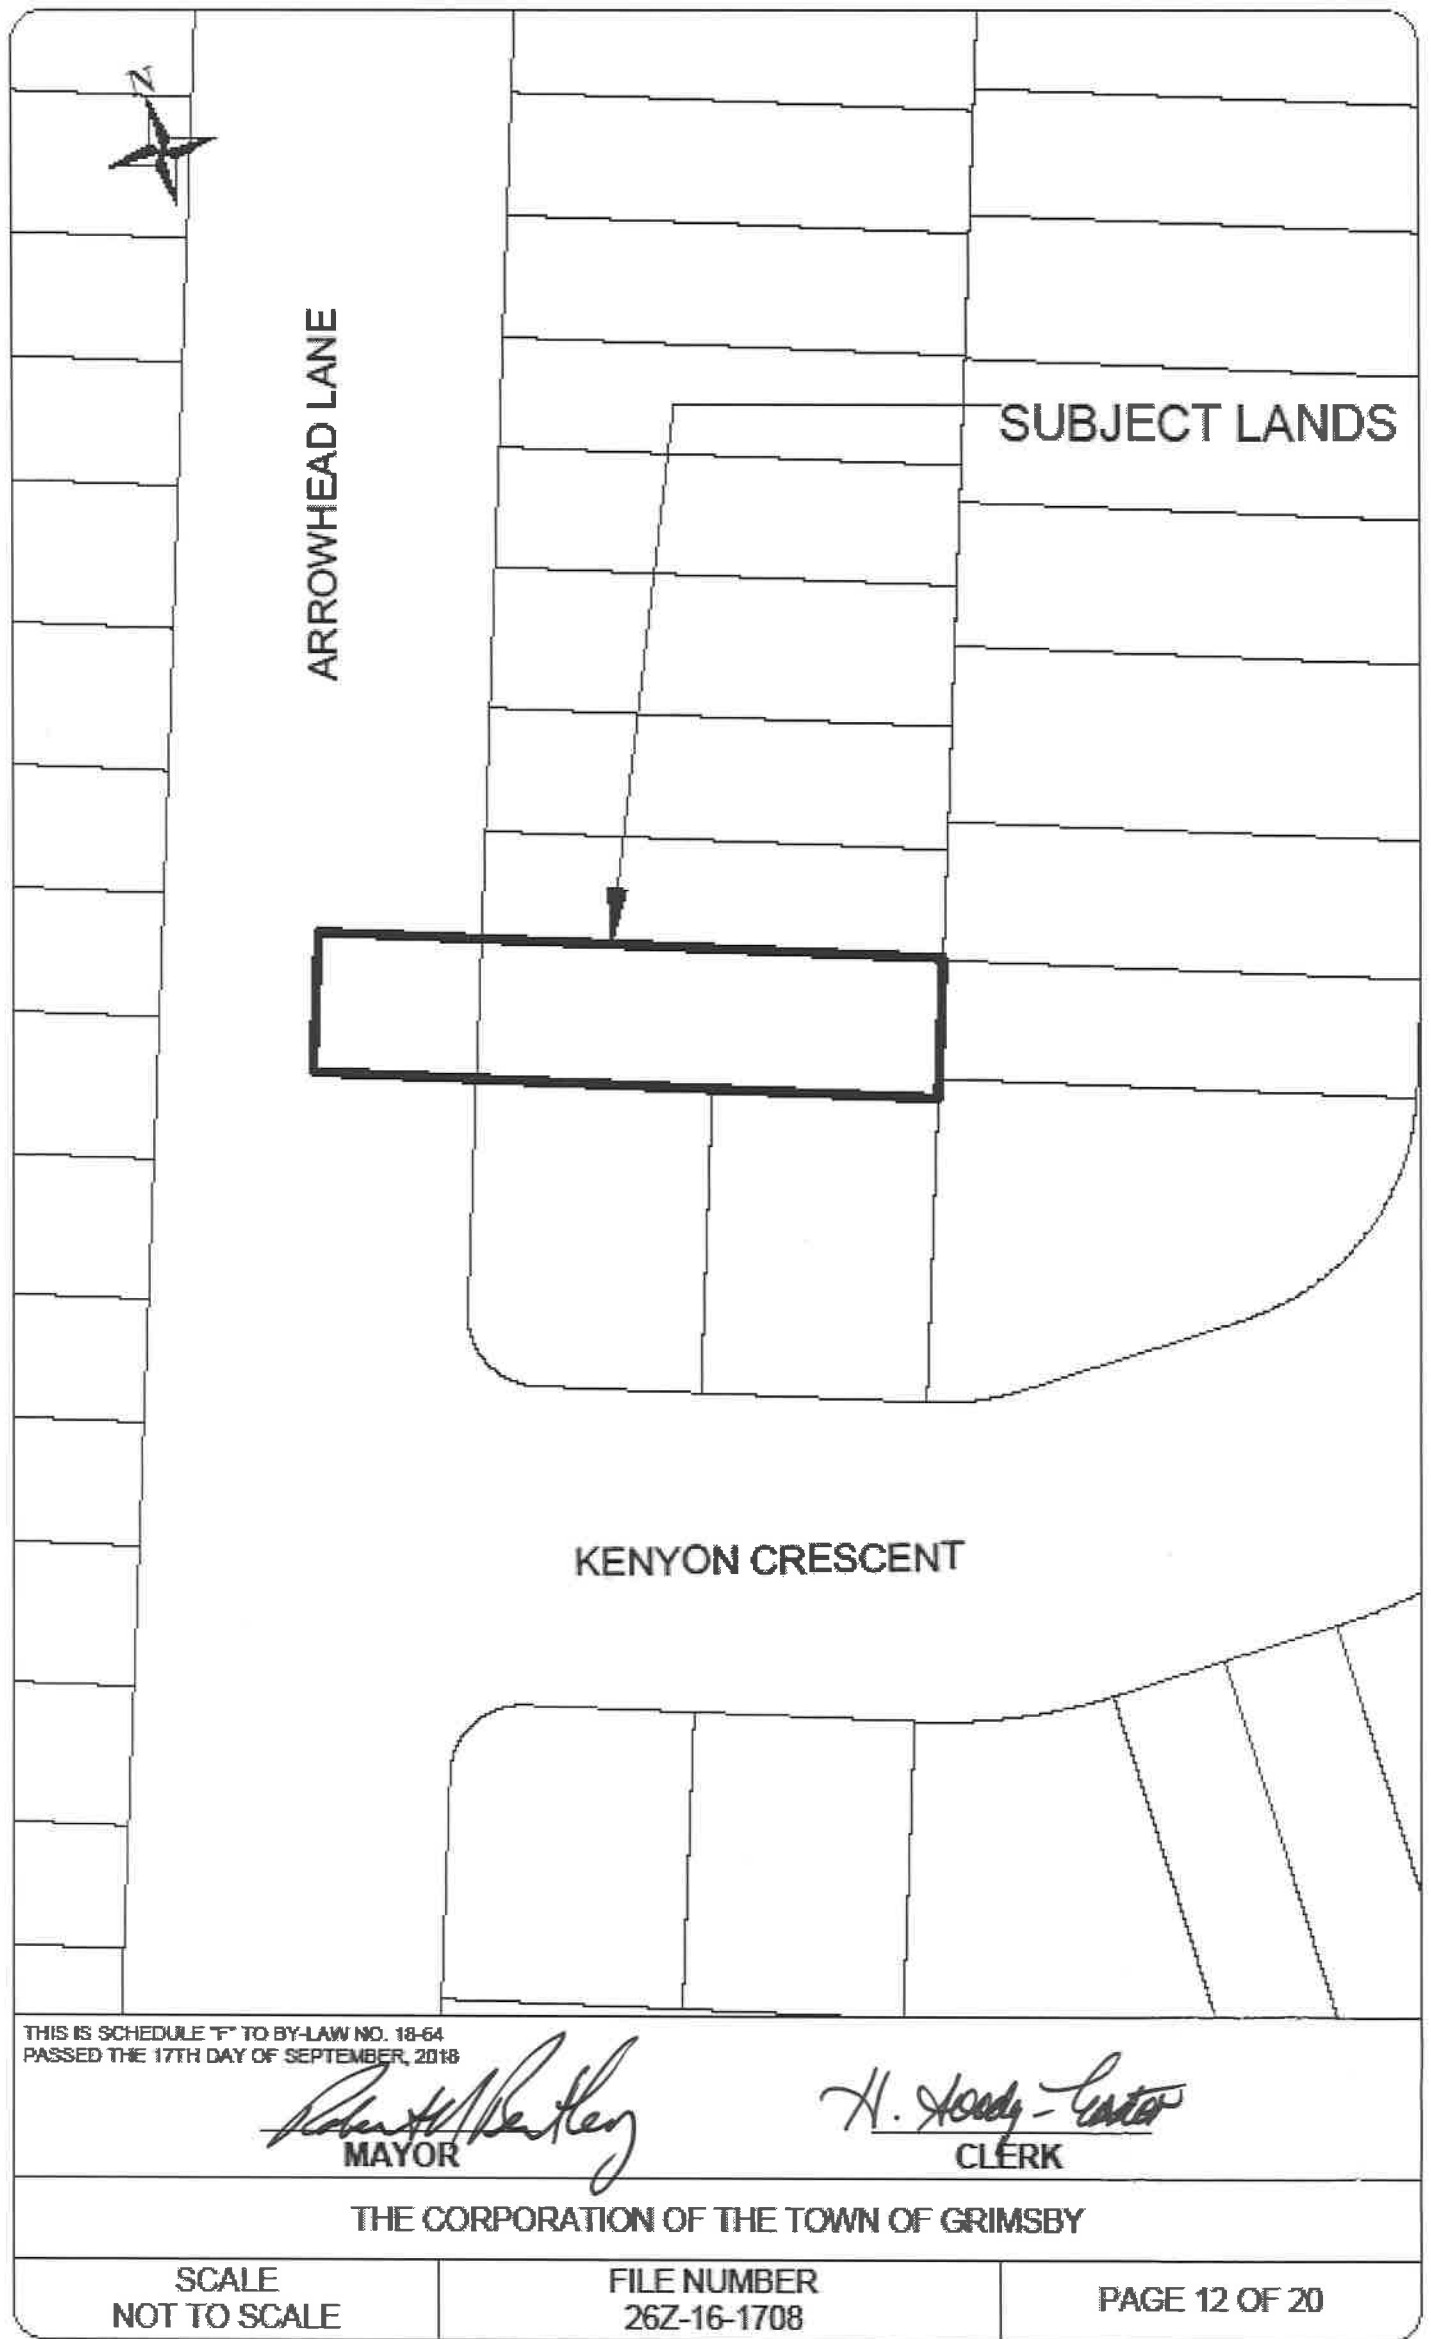 N
ARROWHEAD LANE
SUBJECT LANDS
KENYON CRESCENT
THIS IS SCHEDULE "F" TO BY-LAW NO. 18-64
PASSED THE 17TH DAY OF SEPTEMBER, 2018
MAYOR
CLERK
THE CORPORATION OF THE TOWN OF GRIMSBY
SCALE
NOT TO SCALE
FILE NUMBER
26Z-16-1708
PAGE 12 OF 20